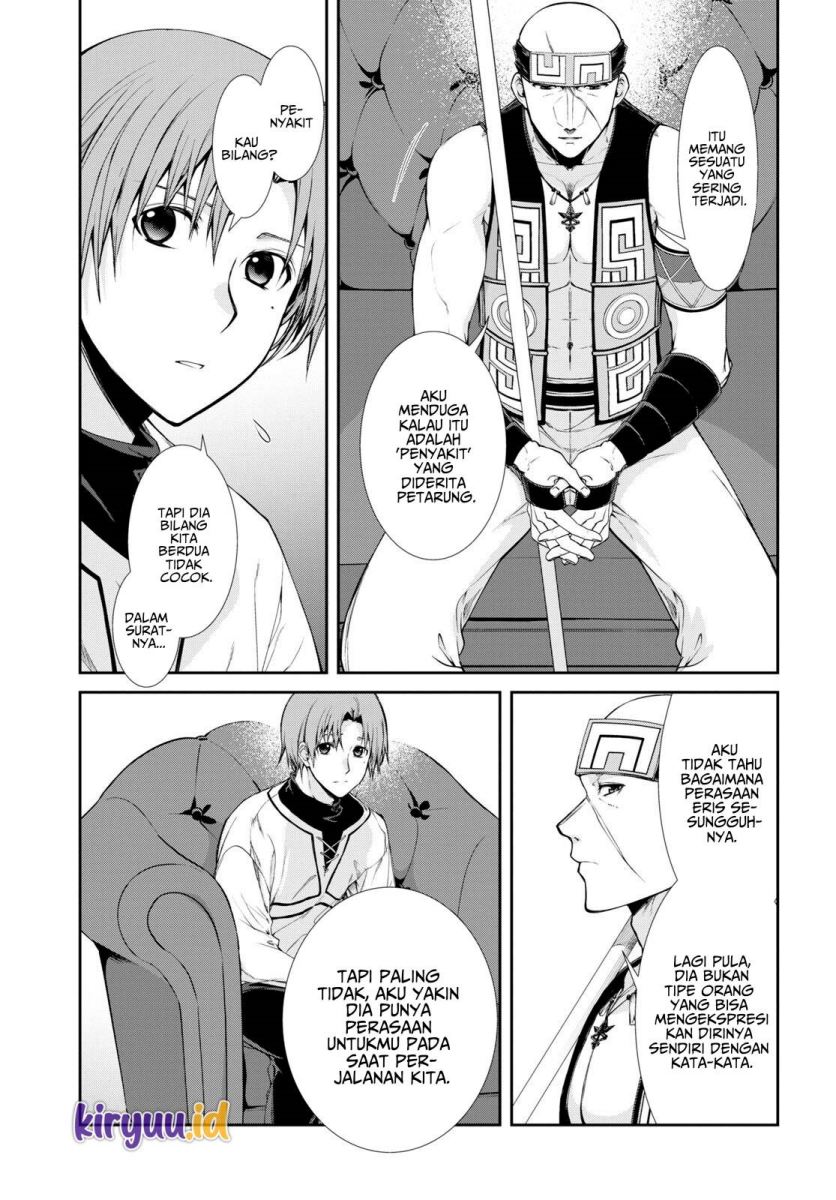 ITU
MEMANG
SESUATU
YANG
SERING
TERJADI.
AKU
MENDUGA
KALAU ITU
ADALAH
'PENYAKIT'
YANG
DIDERITA
PETARUNG.
PE-
NYAKIT
KAU
BILANG?
TAPI DIA
BILANG
KITA
BERDUA
TIDAK
COCOK.
DALAM
SURAT-
NYA...
AKU
TIDAK TAHU
BAGAIMANA
PERASAAN
ERIS SE-
SUNGGUH-
NYA.
LAGI PULA,
DIA BUKAN
TIPE ORANG
YANG BISA
MENGEKSPRESI
KAN DIRINYA
SENDIRI DENGAN
KATA-KATA.
TAPI PALING
TIDAK, AKU YAKIN
DIA PUNYA
PERASAAN
UNTUKMU PADA
SAAT PER-
JALANAN KITA.
kiryuu.id